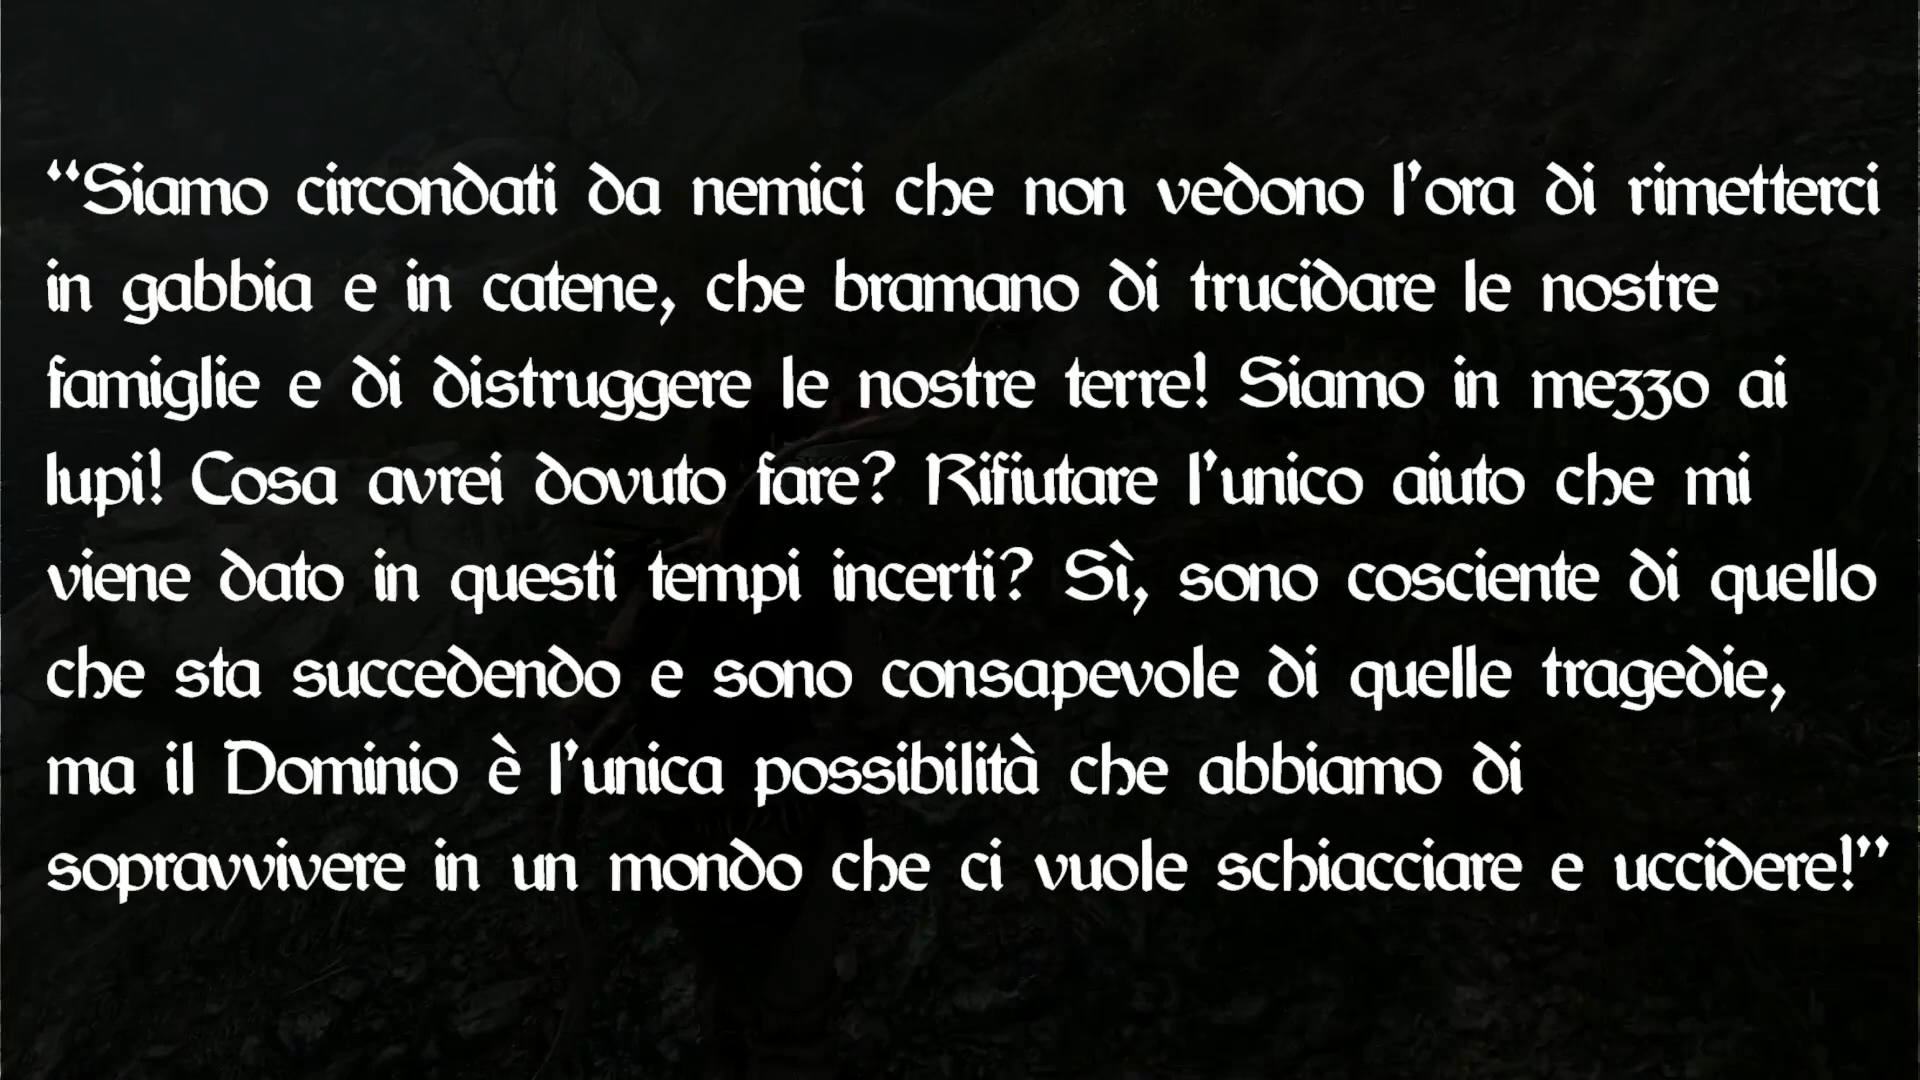 “Siamo circondati da nemici che non vedono l’ora di rimetterci
in gabbia e in catene, che bramano di trucidare le nostre
famiglie e di distruggere le nostre terre! Siamo in mezzo ai
lupi! Cosa avrei dovuto fare? Rifiutare l’unico aiuto che mi
viene dato in questi tempi incerti? Sì, sono cosciente di quello
che sta succedendo e sono consapevole di quelle tragedie,
ma il Dominio è l’unica possibilità che abbiamo di
sopravvivere in un mondo che ci vuole schiacciare e uccidere!”